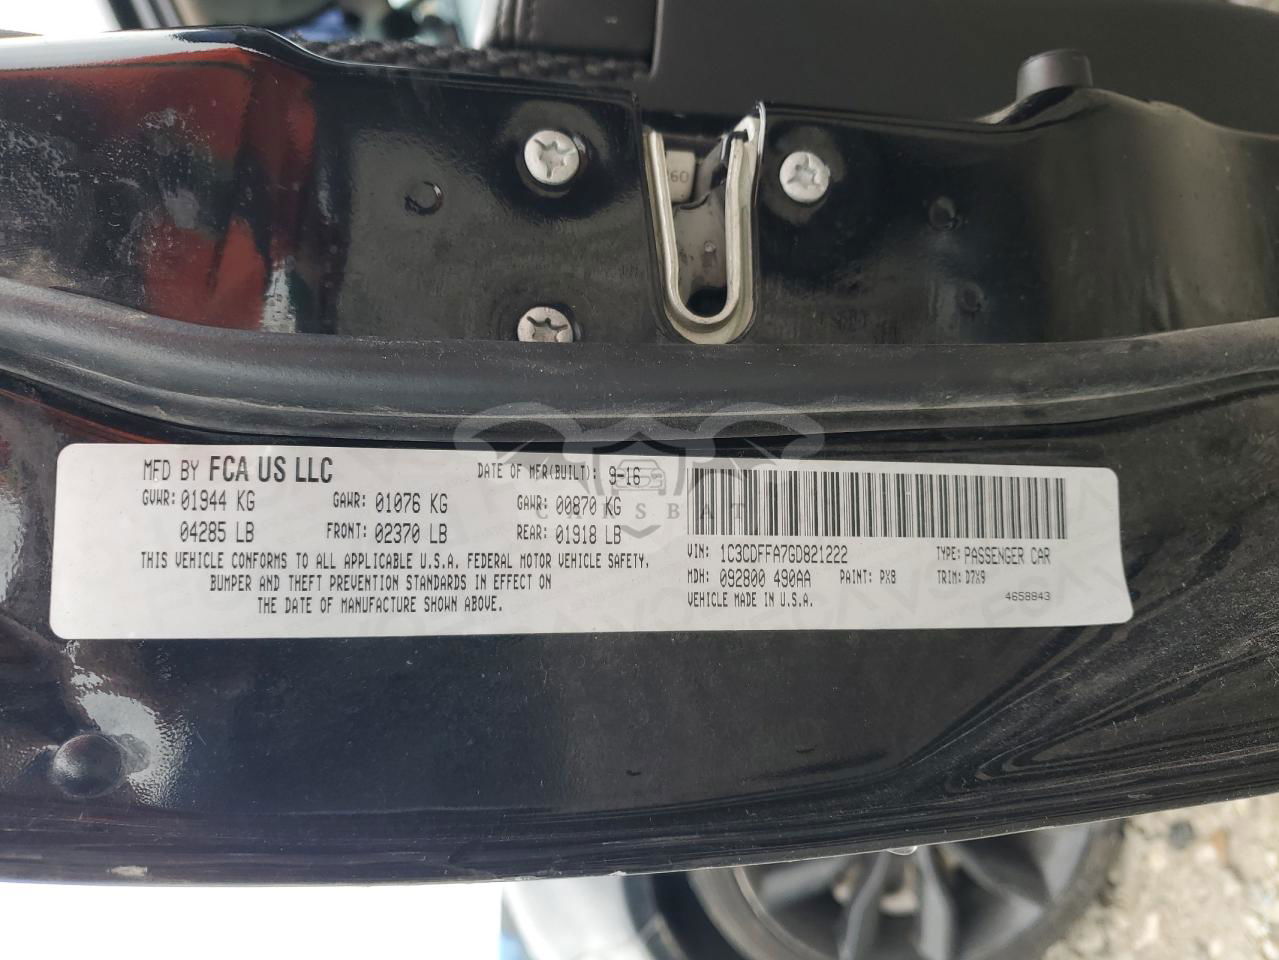 60
MFD BY FCA US LLC DATE OF MFR(BUILT): 9-16
GVWR: 01944 KG GAWR: 01076 KG GAWR: 00870 KG
04285 LB FRONT: 02370 LB REAR: 01918 LB
THIS VEHICLE CONFORMS TO ALL APPLICABLE U.S.A. FEDERAL MOTOR VEHICLE SAFETY,
BUMPER AND THEFT PREVENTION STANDARDS IN EFFECT ON
THE DATE OF MANUFACTURE SHOWN ABOVE.
VIN: 1C3CDFFA7GD821222 TYPE: PASSENGER CAR
MDH: 092800 490AA PAINT: PX8 TRIM: D7X9
VEHICLE MADE IN U.S.A. 4658843
CARSBAT